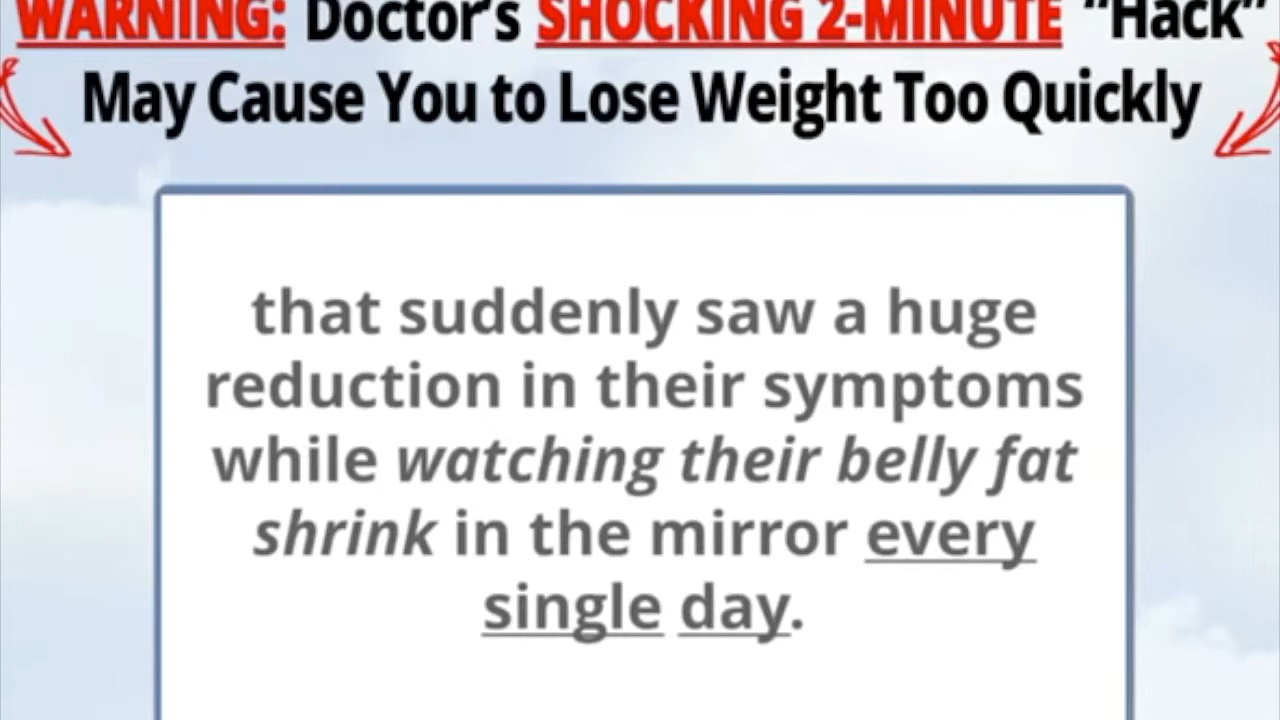 WARNING: Doctor's SHOCKING 2-MINUTE "Hack"
May Cause You to Lose Weight Too Quickly
that suddenly saw a huge
reduction in their symptoms
while watching their belly fat
shrink in the mirror every
single day.